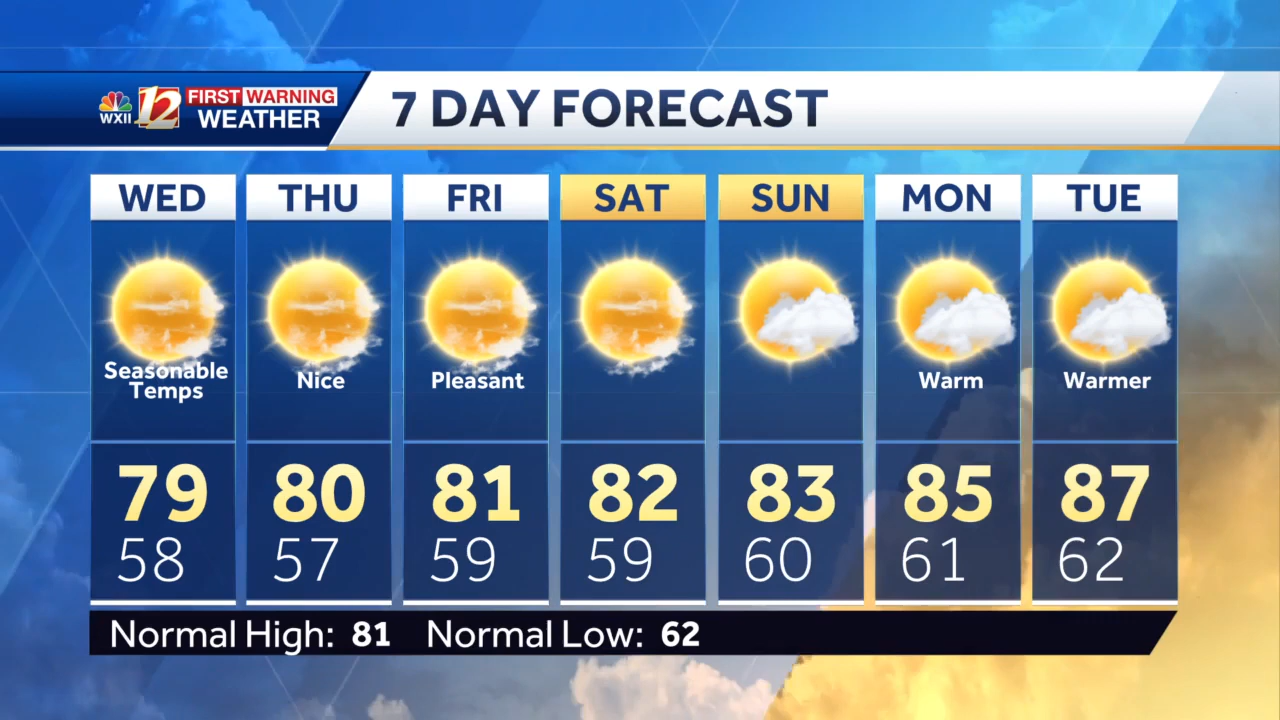 WXII 12 FIRST WARNING
WEATHER
7 DAY FORECAST
WED THU FRI SAT SUN MON TUE
Seasonable
Temps Nice Pleasant Warm Warmer
79 80 81 82 83 85 87
58 57 59 59 60 61 62
Normal High: 81 Normal Low: 62